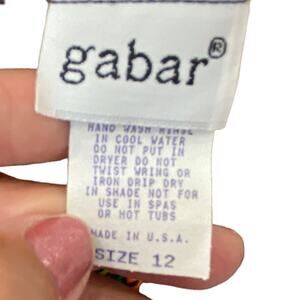 gabar®
HAND WASH RINSE
IN COOL WATER
DO NOT PUT IN
DRYER DO NOT
TWIST WRING OR
IRON DRIP DRY
IN SHADE NOT FOR
USE IN SPAS
OR HOT TUBS
MADE IN U.S.A.
SIZE 12